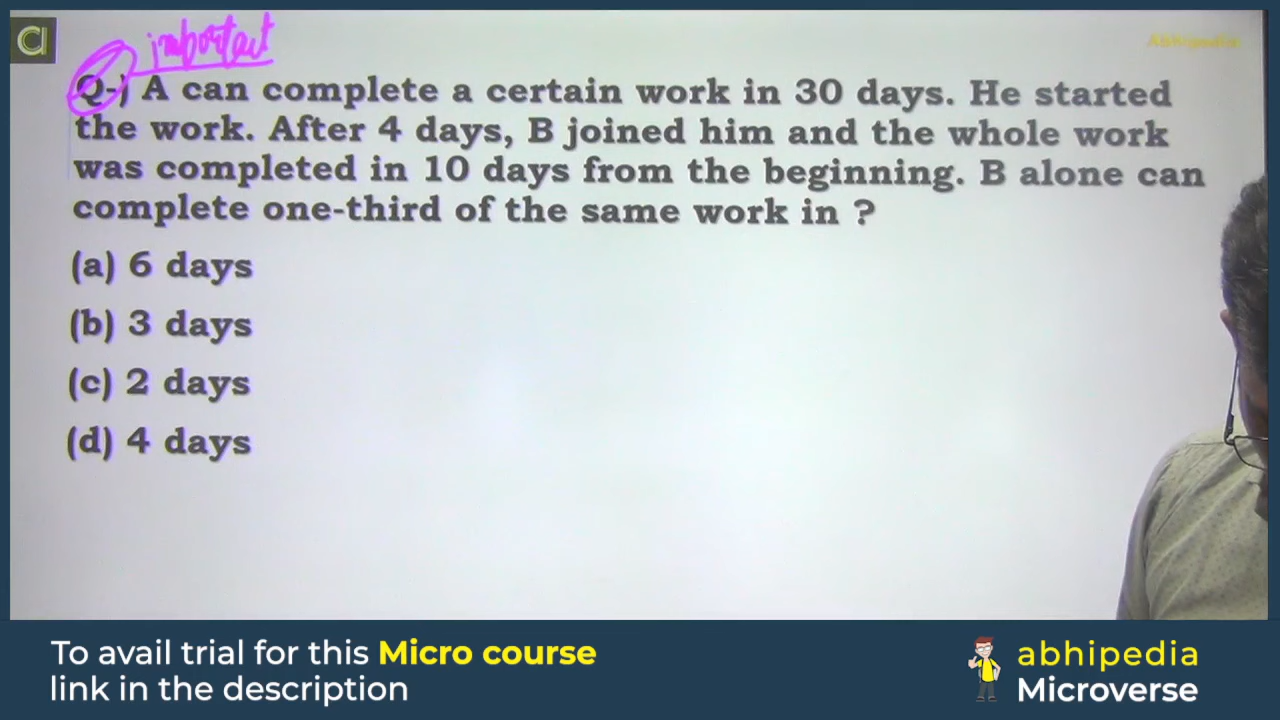 important
Q-) A can complete a certain work in 30 days. He started
the work. After 4 days, B joined him and the whole work
was completed in 10 days from the beginning. B alone can
complete one-third of the same work in ?
(a) 6 days
(b) 3 days
(c) 2 days
(d) 4 days
Abhipedia
To avail trial for this Micro course
link in the description
abhipedia
Microverse